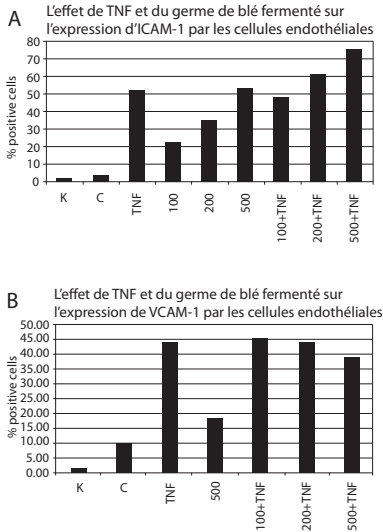 A
L'effet de TNF et du germe de blé fermenté sur
l'expression d'ICAM-1 par les cellules endothéliales
% positive cells
80
70
60
50
40
30
20
10
0
K
C
TNF
100
200
500
100+TNF
200+TNF
500+TNF
B
L'effet de TNF et du germe de blé fermenté sur
l'expression de VCAM-1 par les cellules endothéliales
% positive cells
50.00
45.00
40.00
35.00
30.00
25.00
20.00
15.00
10.00
5.00
0.00
K
C
TNF
500
100+TNF
200+TNF
500+TNF